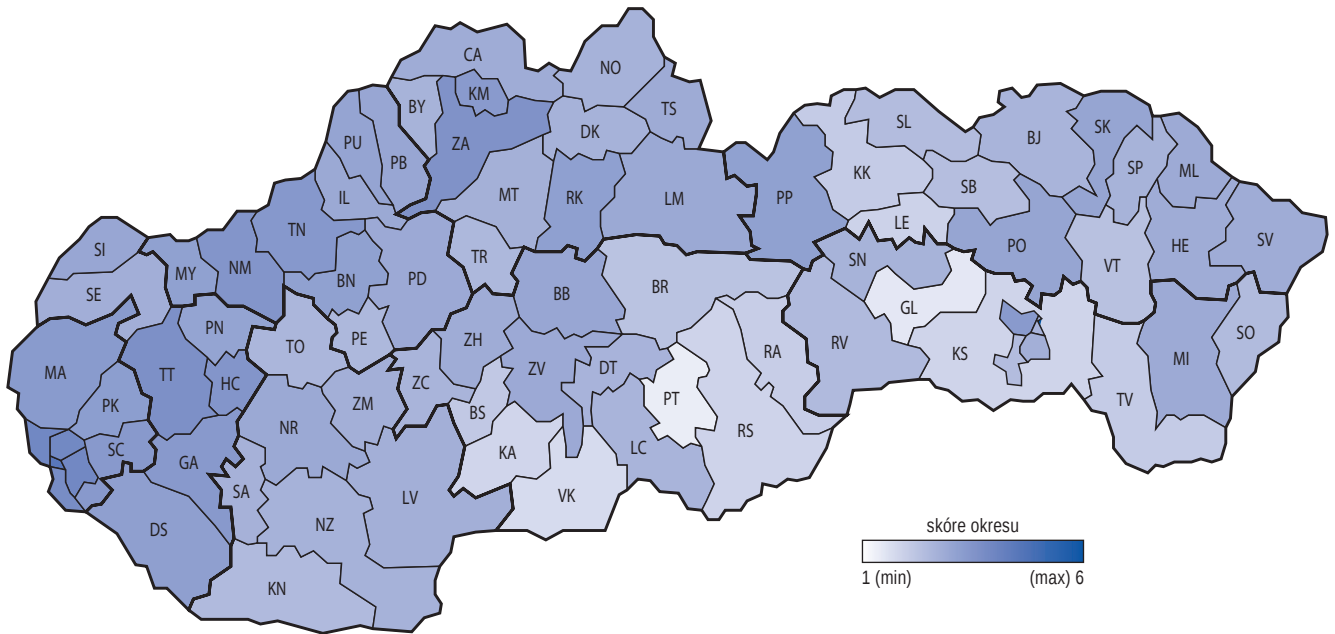 CA
NO
KM
BY
TS
SL
DK
BJ
SK
PU
ZA
PB
SP
KK
ML
IL
MT
RK
LM
PP
SB
LE
TN
PO
HE
SV
SI
TR
SN
VT
MY
NM
BN
PD
SE
BB
BR
GL
PN
PE
ZH
RV
KS
SO
TO
RA
MI
MA
TT
HC
ZC
ZV
DT
PT
TV
PK
ZM
BS
NR
RS
SC
GA
KA
LC
SA
LV
VK
DS
NZ
KN
skóre okresu
1 (min)
(max) 6